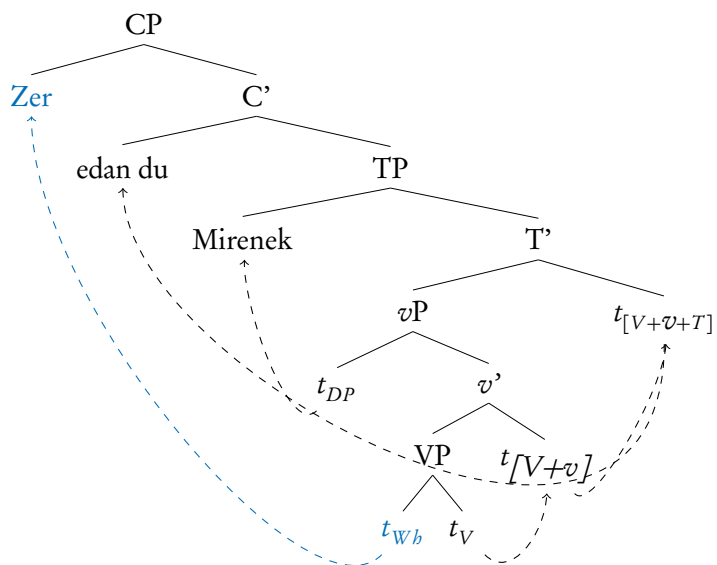 CP
Zer C’
edan du TP
Mirenek T’
vP t[V+v+T]
tDP v’
VP t[V+v]
tWh tV